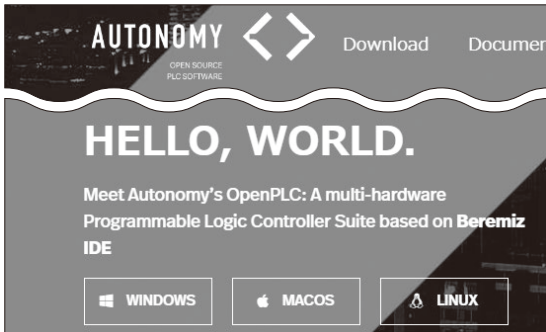 AUTONOMY
OPEN SOURCE
PLC SOFTWARE
Download Documen
HELLO, WORLD.
Meet Autonomy's OpenPLC: A multi-hardware
Programmable Logic Controller Suite based on Beremiz
IDE
WINDOWS MACOS LINUX